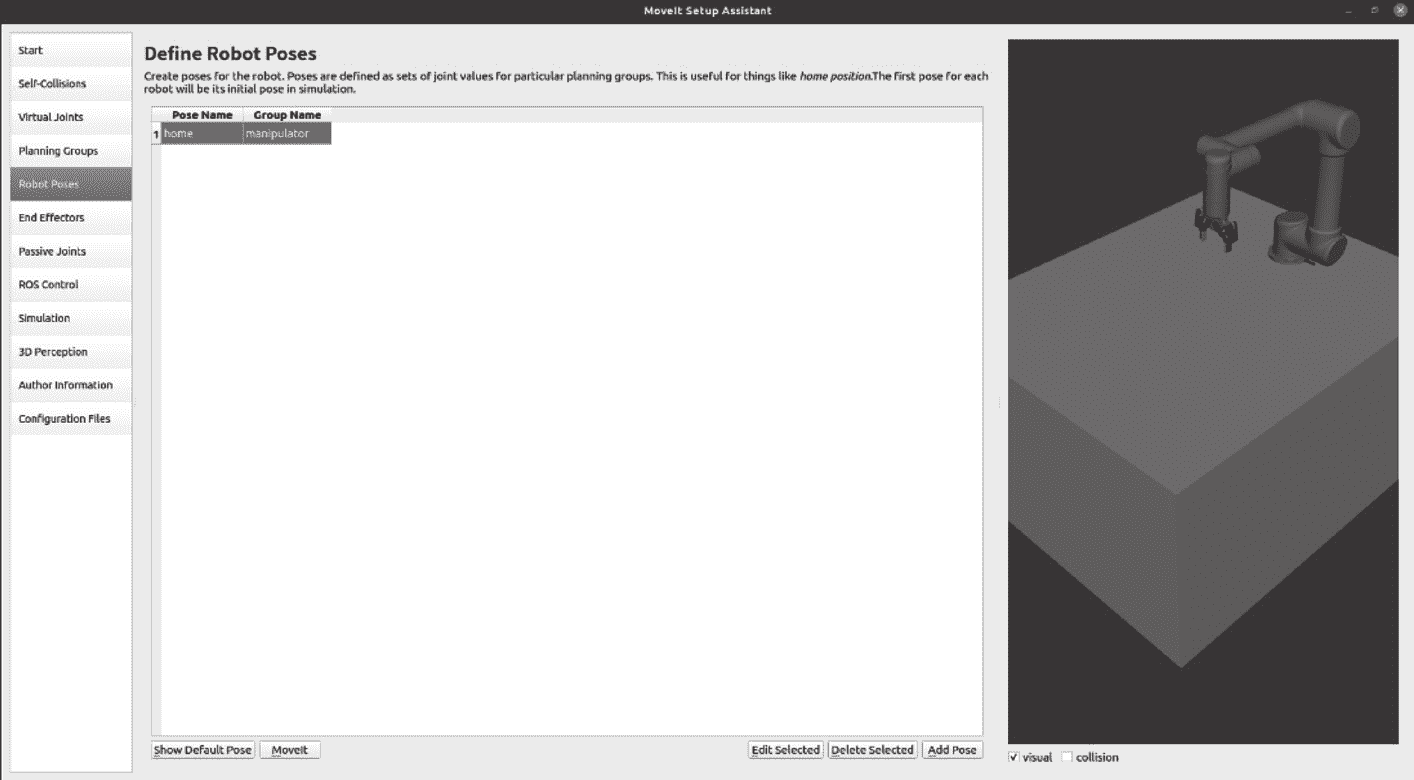 MoveIt Setup Assistant
Start
Self-Collisions
Virtual Joints
Planning Groups
Robot Poses
End Effectors
Passive Joints
ROS Control
Simulation
3D Perception
Author Information
Configuration Files
Define Robot Poses
Create poses for the robot. Poses are defined as sets of joint values for particular planning groups. This is useful for things like home position.The first pose for each
robot will be its initial pose in simulation.
Pose Name Group Name
1 home manipulator
Show Default Pose MoveIt Edit Selected Delete Selected Add Pose
visual collision